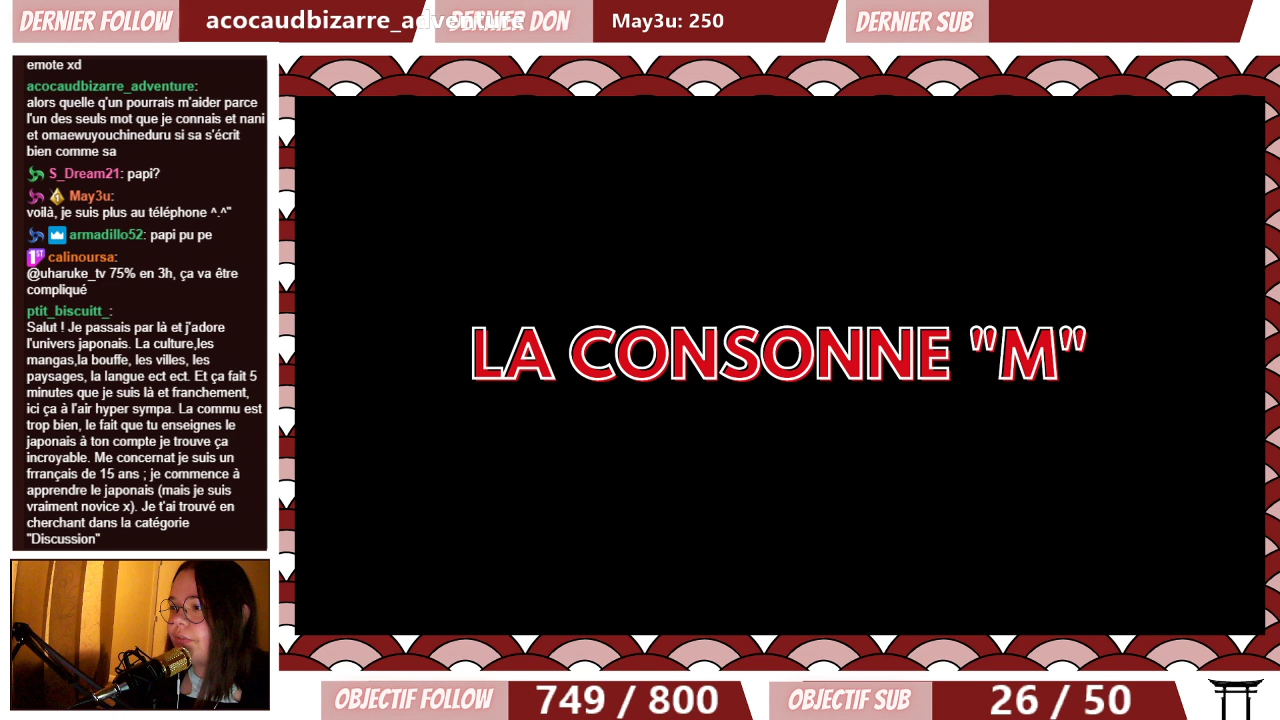 DERNIER FOLLOW acocaudbizarre_adventure DERNIER DON May3u: 250 DERNIER SUB
emote xd
acocaudbizarre_adventure:
alors quelle q'un pourrais m'aider parce
l'un des seuls mot que je connais et nani
et omaewuyouchineduru si sa s'écrit
bien comme sa
S_Dream21: papi?
May3u:
voilà, je suis plus au téléphone ^.^"
armadillo52: papi pu pe
1ST calinoursa:
@uharuke_tv 75% en 3h, ça va être
compliqué
ptit_biscuitt_:
Salut ! Je passais par là et j'adore
l'univers japonais. La culture,les
mangas,la bouffe, les villes, les
paysages, la langue ect ect. Et ça fait 5
minutes que je suis là et franchement,
ici ça à l'air hyper sympa. La commu est
trop bien, le fait que tu enseignes le
japonais à ton compte je trouve ça
incroyable. Me concernat je suis un
frrançais de 15 ans ; je commence à
apprendre le japonais (mais je suis
vraiment novice x). Je t'ai trouvé en
cherchant dans la catégorie
"Discussion"
LA CONSONNE "M"
OBJECTIF FOLLOW 749 / 800 OBJECTIF SUB 26 / 50